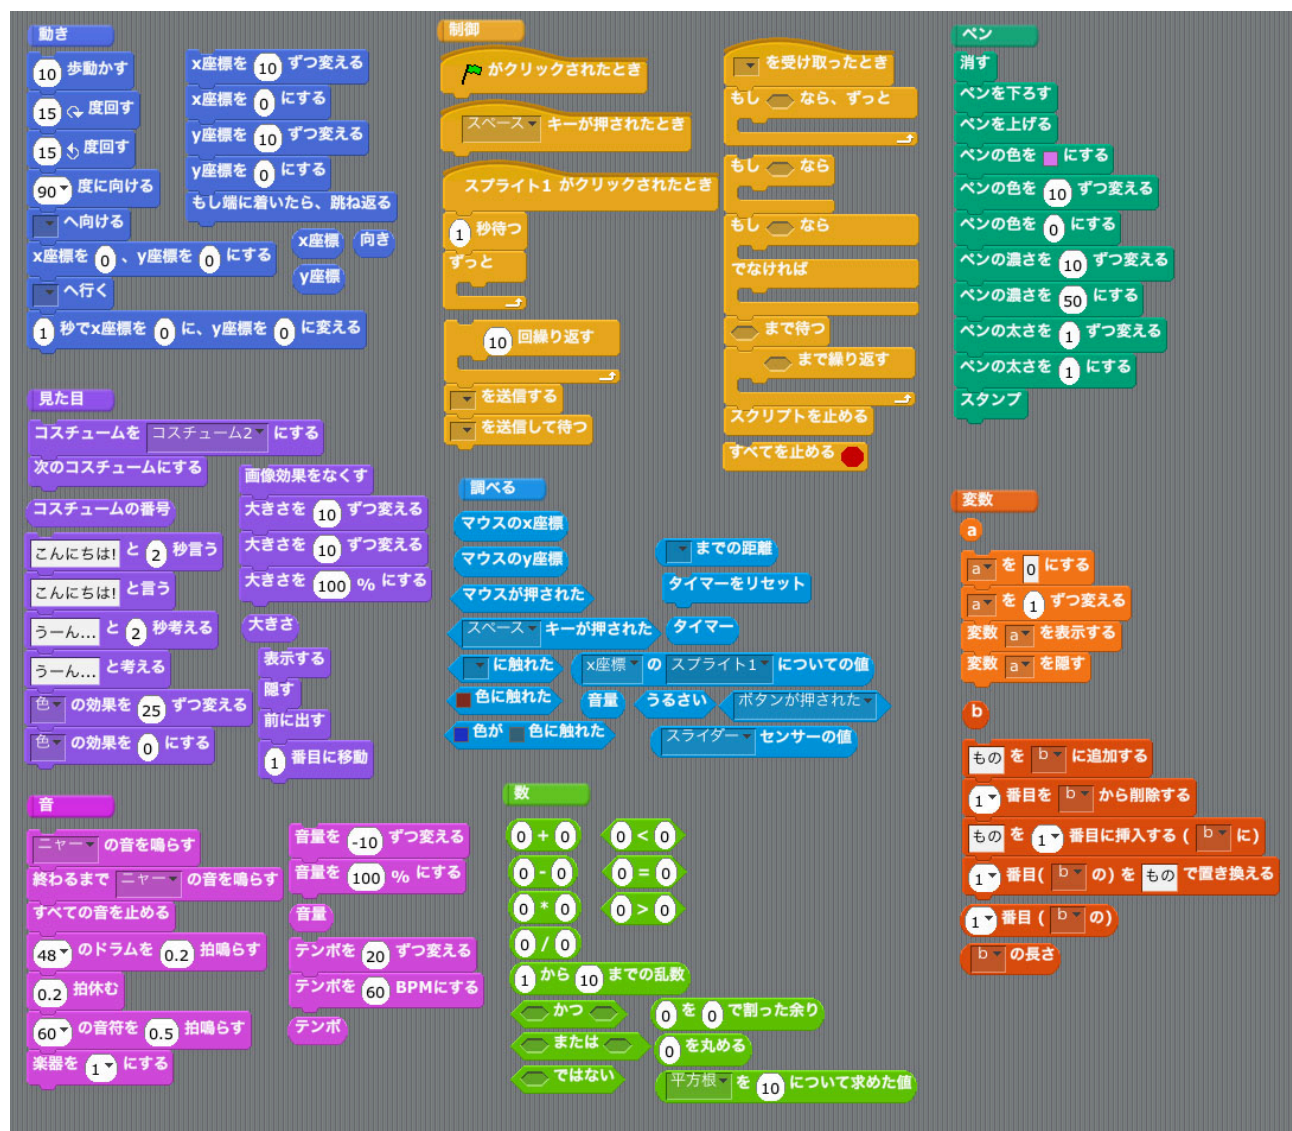 動き
10 歩動かす
15 度回す
15 度回す
90 度に向ける
へ向ける
x座標を 0 、y座標を 0 にする
へ行く
1 秒でx座標を 0 に、y座標を 0 に変える
x座標を 10 ずつ変える
x座標を 0 にする
y座標を 10 ずつ変える
y座標を 0 にする
もし端に着いたら、跳ね返る
x座標 向き
y座標
見た目
コスチュームを コスチューム2 にする
次のコスチュームにする
コスチュームの番号
こんにちは! と 2 秒言う
こんにちは! と言う
うーん... と 2 秒考える
うーん... と考える
色 の効果を 25 ずつ変える
色 の効果を 0 にする
画像効果をなくす
大きさを 10 ずつ変える
大きさを 10 ずつ変える
大きさを 100 % にする
大きさ
表示する
隠す
前に出す
1 番目に移動
音
ニャー の音を鳴らす
終わるまで ニャー の音を鳴らす
すべての音を止める
48 のドラムを 0.2 拍鳴らす
0.2 拍休む
60 の音符を 0.5 拍鳴らす
楽器を 1 にする
音量を -10 ずつ変える
音量を 100 % にする
音量
テンポを 20 ずつ変える
テンポを 60 BPMにする
テンポ
制御
がクリックされたとき
スペース キーが押されたとき
スプライト1 がクリックされたとき
1 秒待つ
ずっと
10 回繰り返す
を送信する
を送信して待つ
を受け取ったとき
もし なら、ずっと
もし なら
もし なら
でなければ
まで待つ
まで繰り返す
スクリプトを止める
すべてを止める
調べる
マウスのx座標
マウスのy座標
マウスが押された
スペース キーが押された
に触れた
色に触れた
色が 色に触れた
までの距離
タイマーをリセット
タイマー
x座標 の スプライト1 についての値
音量 うるさい ボタンが押された
スライダー センサーの値
数
0 + 0 0 < 0
0 - 0 0 = 0
0 * 0 0 > 0
0 / 0
1 から 10 までの乱数
かつ
または
ではない
0 を 0 で割った余り
0 を丸める
平方根 を 10 について求めた値
ペン
消す
ペンを下ろす
ペンを上げる
ペンの色を にする
ペンの色を 10 ずつ変える
ペンの色を 0 にする
ペンの濃さを 10 ずつ変える
ペンの濃さを 50 にする
ペンの太さを 1 ずつ変える
ペンの太さを 1 にする
スタンプ
変数
a
a を 0 にする
a を 1 ずつ変える
変数 a を表示する
変数 a を隠す
b
もの を b に追加する
1 番目を b から削除する
もの を 1 番目に挿入する ( b に)
1 番目( b の) を もの で置き換える
1 番目 ( b の)
b の長さ